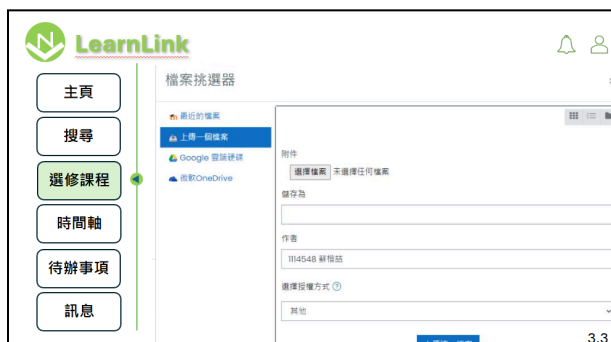 LearnLink
主頁
搜尋
選修課程
時間軸
待辦事項
訊息
檔案挑選器
最近的檔案
上傳一個檔案
Google 雲端硬碟
微軟OneDrive
附件
選擇檔案 未選擇任何檔案
儲存為
作者
1114548 蘇怡喆
選擇授權方式
其他
3.3